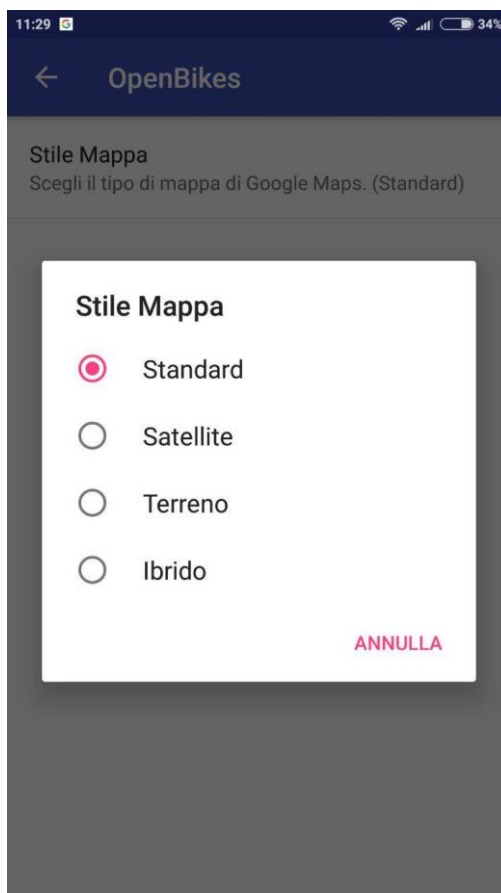 11:29 G 34%
OpenBikes
Stile Mappa
Scegli il tipo di mappa di Google Maps. (Standard)
Stile Mappa
Standard
Satellite
Terreno
Ibrido
ANNULLA